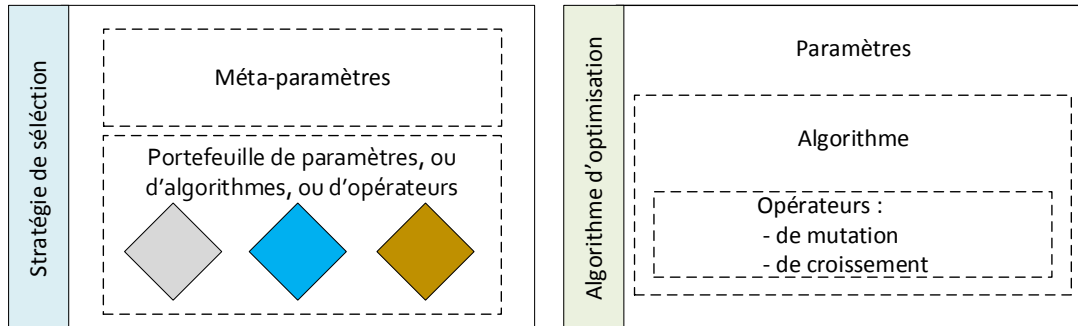 Stratégie de séléction
Méta-paramètres
Portefeuille de paramètres, ou
d'algorithmes, ou d'opérateurs
Algorithme d'optimisation
Paramètres
Algorithme
Opérateurs :
- de mutation
- de croissement